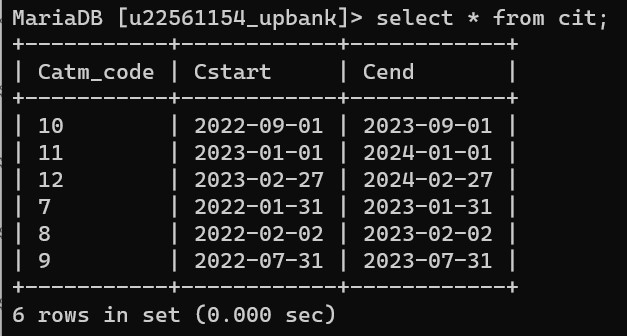 MariaDB [u22561154_upbank]> select * from cit;
+-----------+------------+------------+
| Catm_code | Cstart     | Cend       |
+-----------+------------+------------+
| 10        | 2022-09-01 | 2023-09-01 |
| 11        | 2023-01-01 | 2024-01-01 |
| 12        | 2023-02-27 | 2024-02-27 |
| 7         | 2022-01-31 | 2023-01-31 |
| 8         | 2022-02-02 | 2023-02-02 |
| 9         | 2022-07-31 | 2023-07-31 |
+-----------+------------+------------+
6 rows in set (0.000 sec)